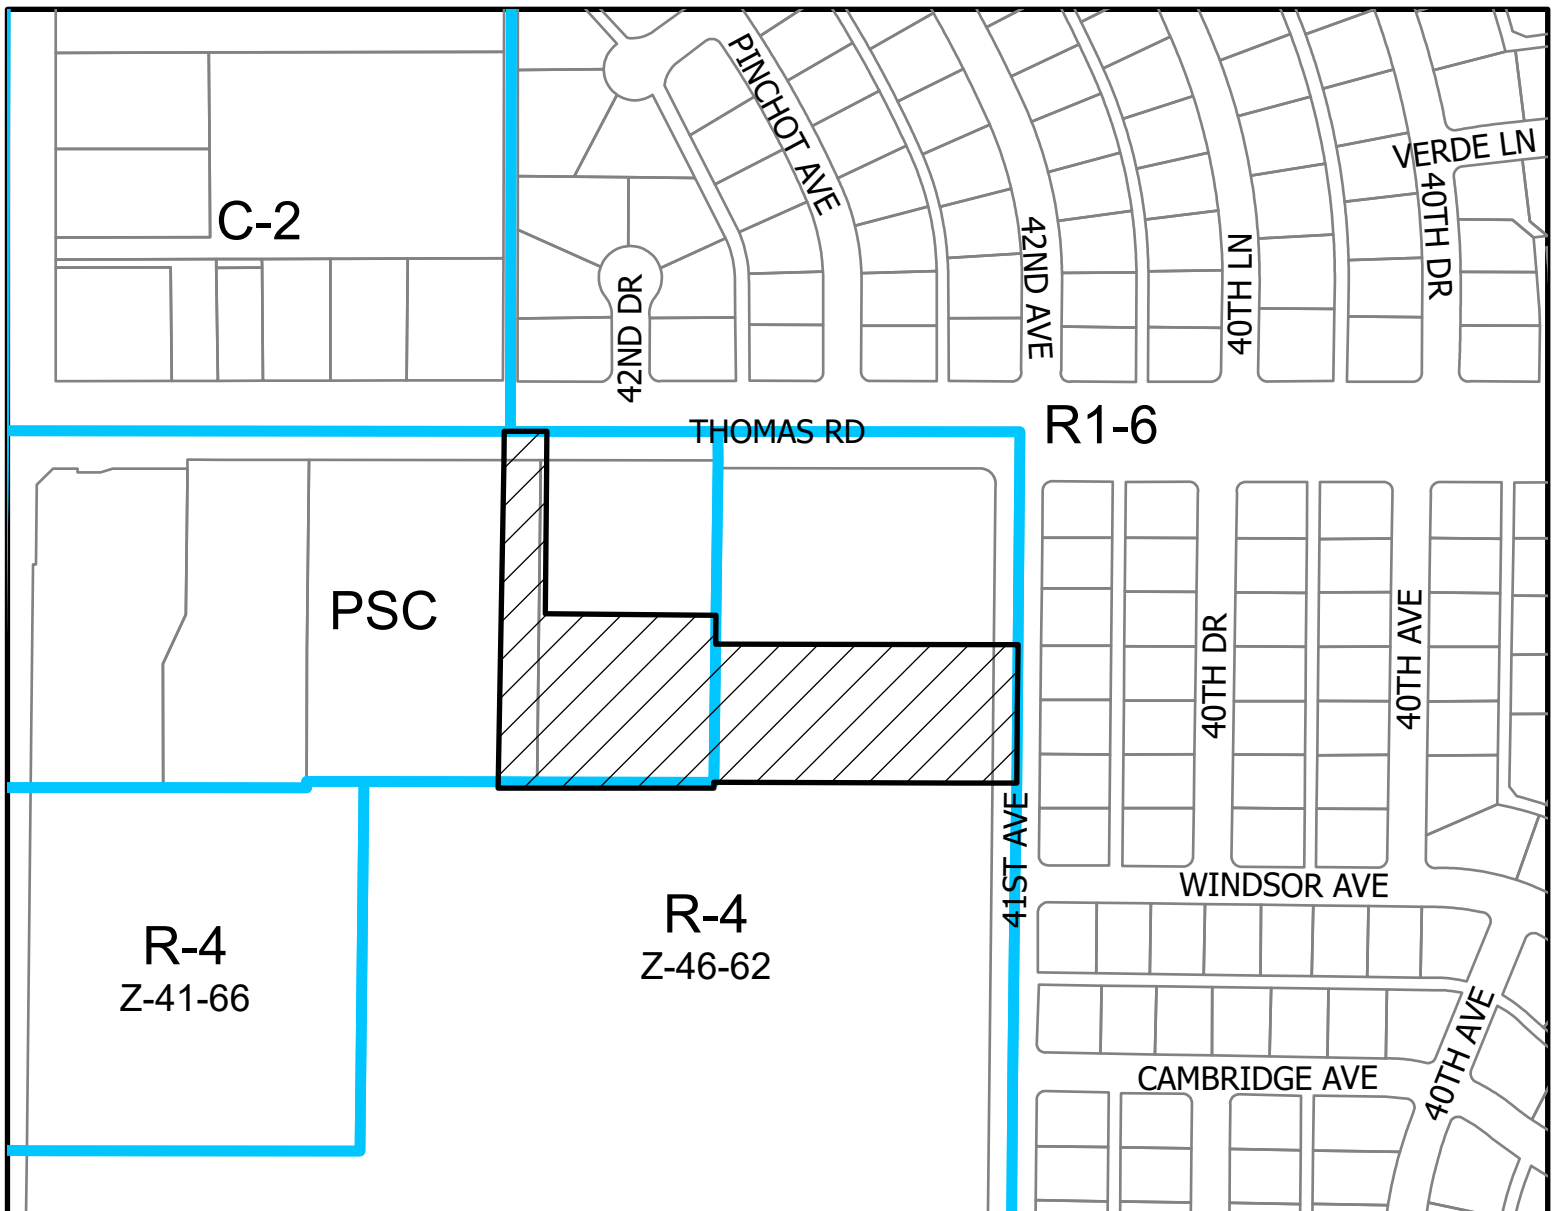 PINCHOT AVE
VERDE LN
C-2
40TH DR
42ND AVE
40TH LN
42ND DR
R1-6
THOMAS RD
PSC
40TH DR
40TH AVE
41ST AVE
WINDSOR AVE
R-4
Z-46-62
R-4
Z-41-66
40TH AVE
CAMBRIDGE AVE